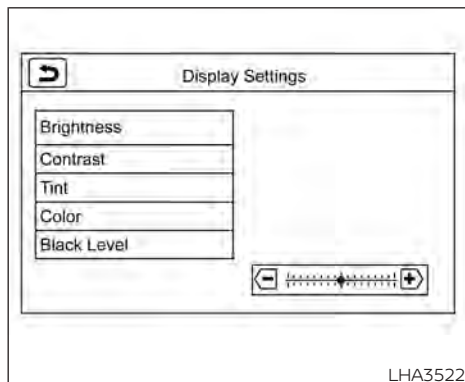 Display Settings
Brightness
Contrast
Tint
Color
Black Level
− +
LHA3522